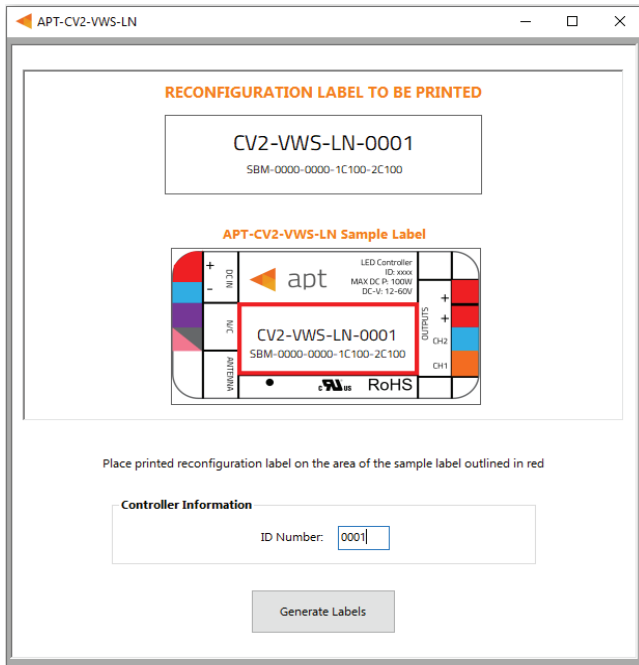 APT-CV2-VWS-LN
RECONFIGURATION LABEL TO BE PRINTED
CV2-VWS-LN-0001
SBM-0000-0000-1C100-2C100
APT-CV2-VWS-LN Sample Label
+
-
DC IN
N/C
ANTENNA
apt
LED Controller
ID: xxxx
MAX DC P: 100W
DC-V: 12-60V
CV2-VWS-LN-0001
SBM-0000-0000-1C100-2C100
c RU us
RoHS
OUTPUTS
+
+
CH2
CH1
Place printed reconfiguration label on the area of the sample label outlined in red
Controller Information
ID Number: 0001
Generate Labels